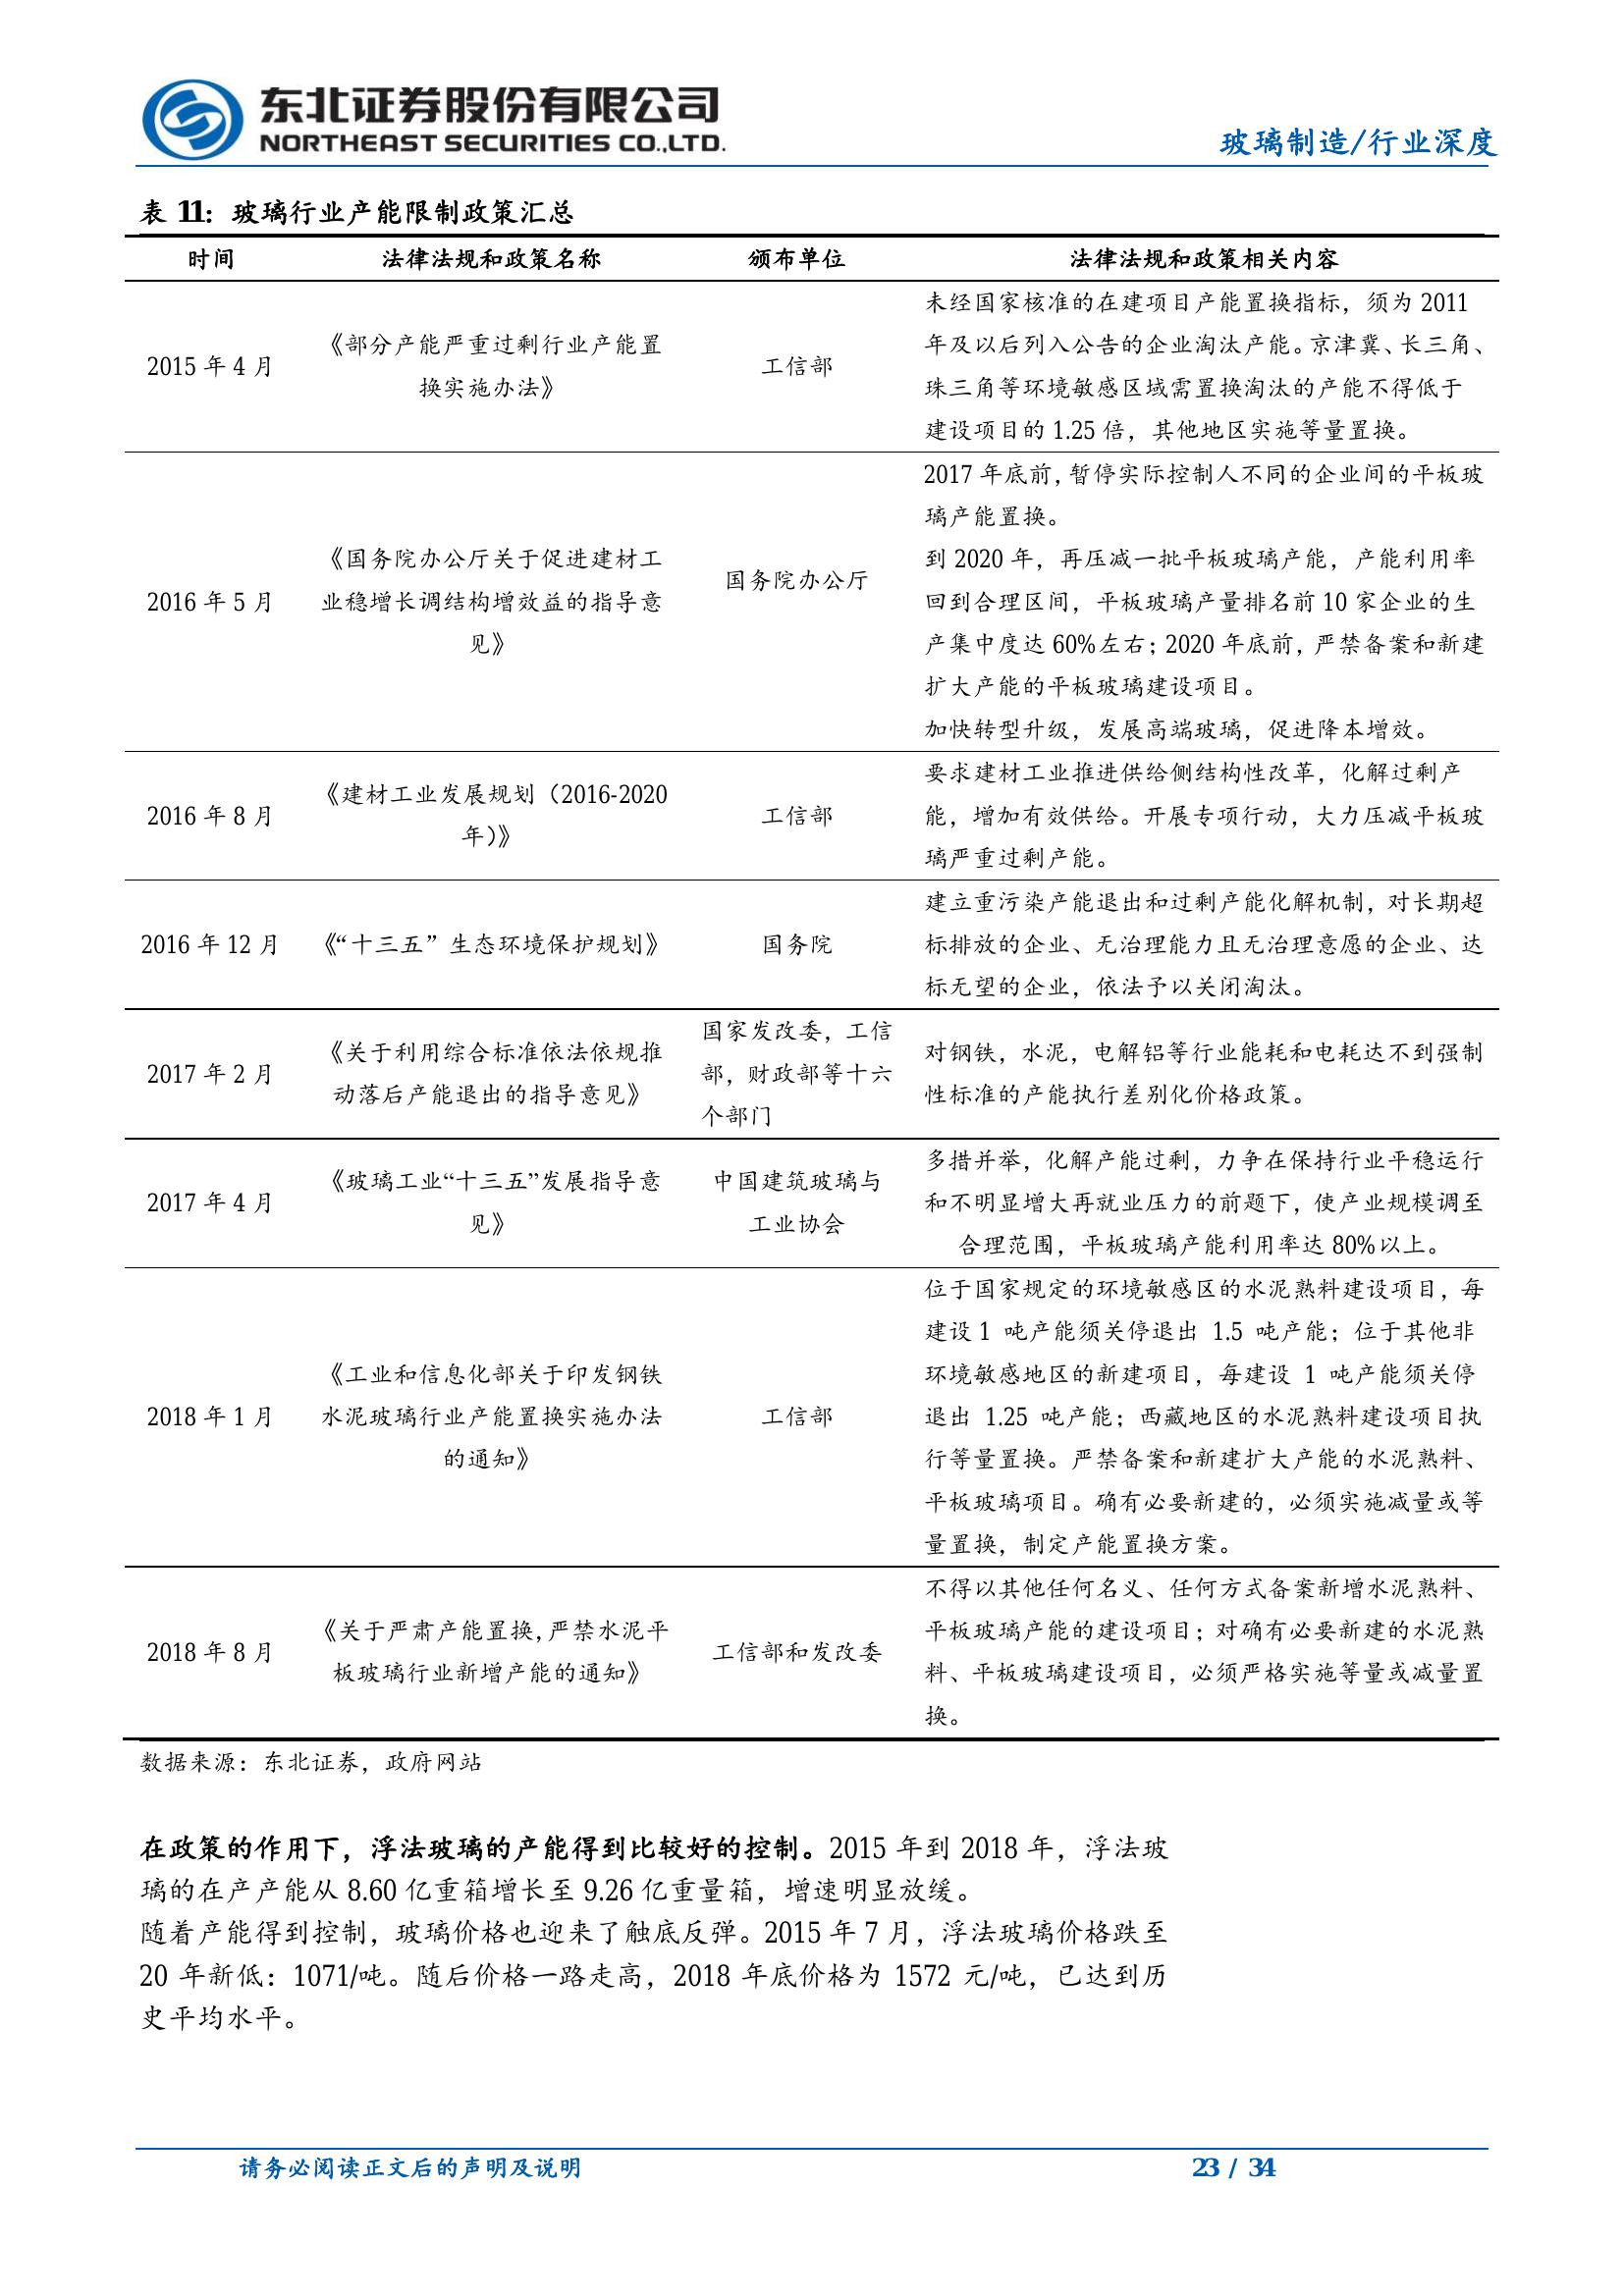 东北证券股份有限公司
NORTHEAST SECURITIES CO.,LTD.
玻璃制造/行业深度
表 11：玻璃行业产能限制政策汇总
时间 法律法规和政策名称 颁布单位 法律法规和政策相关内容
2015 年 4 月
《部分产能严重过剩行业产能置
换实施办法》
工信部
未经国家核准的在建项目产能置换指标，须为 2011
年及以后列入公告的企业淘汰产能。京津冀、长三角、
珠三角等环境敏感区域需置换淘汰的产能不得低于
建设项目的 1.25 倍，其他地区实施等量置换。
2016 年 5 月
《国务院办公厅关于促进建材工
业稳增长调结构增效益的指导意
见》
国务院办公厅
2017 年底前，暂停实际控制人不同的企业间的平板玻
璃产能置换。
到 2020 年，再压减一批平板玻璃产能，产能利用率
回到合理区间，平板玻璃产量排名前 10 家企业的生
产集中度达 60%左右；2020 年底前，严禁备案和新建
扩大产能的平板玻璃建设项目。
加快转型升级，发展高端玻璃，促进降本增效。
2016 年 8 月
《建材工业发展规划（2016-2020
年）》
工信部
要求建材工业推进供给侧结构性改革，化解过剩产
能，增加有效供给。开展专项行动，大力压减平板玻
璃严重过剩产能。
2016 年 12 月
《“十三五”生态环境保护规划》
国务院
建立重污染产能退出和过剩产能化解机制，对长期超
标排放的企业、无治理能力且无治理意愿的企业、达
标无望的企业，依法予以关闭淘汰。
2017 年 2 月
《关于利用综合标准依法依规推
动落后产能退出的指导意见》
国家发改委，工信
部，财政部等十六
个部门
对钢铁，水泥，电解铝等行业能耗和电耗达不到强制
性标准的产能执行差别化价格政策。
2017 年 4 月
《玻璃工业“十三五”发展指导意
见》
中国建筑玻璃与
工业协会
多措并举，化解产能过剩，力争在保持行业平稳运行
和不明显增大再就业压力的前题下，使产业规模调至
合理范围，平板玻璃产能利用率达 80%以上。
2018 年 1 月
《工业和信息化部关于印发钢铁
水泥玻璃行业产能置换实施办法
的通知》
工信部
位于国家规定的环境敏感区的水泥熟料建设项目，每
建设 1 吨产能须关停退出 1.5 吨产能；位于其他非
环境敏感地区的新建项目，每建设 1 吨产能须关停
退出 1.25 吨产能；西藏地区的水泥熟料建设项目执
行等量置换。严禁备案和新建扩大产能的水泥熟料、
平板玻璃项目。确有必要新建的，必须实施减量或等
量置换，制定产能置换方案。
2018 年 8 月
《关于严肃产能置换，严禁水泥平
板玻璃行业新增产能的通知》
工信部和发改委
不得以其他任何名义、任何方式备案新增水泥熟料、
平板玻璃产能的建设项目；对确有必要新建的水泥熟
料、平板玻璃建设项目，必须严格实施等量或减量置
换。
数据来源：东北证券，政府网站
在政策的作用下，浮法玻璃的产能得到比较好的控制。2015 年到 2018 年，浮法玻
璃的在产产能从 8.60 亿重箱增长至 9.26 亿重量箱，增速明显放缓。
随着产能得到控制，玻璃价格也迎来了触底反弹。2015 年 7 月，浮法玻璃价格跌至
20 年新低：1071/吨。随后价格一路走高，2018 年底价格为 1572 元/吨，已达到历
史平均水平。
请务必阅读正文后的声明及说明
23 / 34